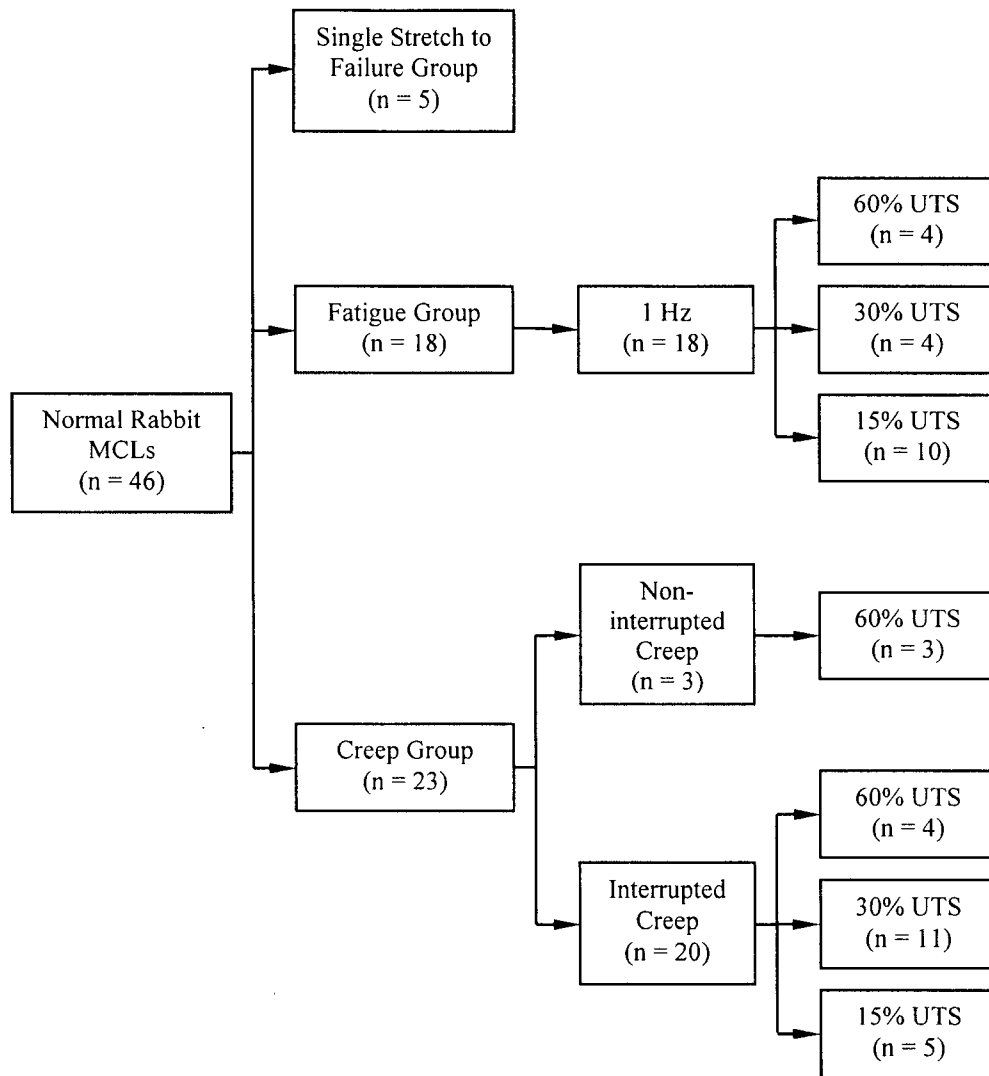 Single Stretch to
Failure Group
(n = 5)
60% UTS
(n = 4)
Fatigue Group
(n = 18)
1 Hz
(n = 18)
30% UTS
(n = 4)
15% UTS
(n = 10)
Normal Rabbit
MCLs
(n = 46)
Non-
interrupted
Creep
(n = 3)
60% UTS
(n = 3)
Creep Group
(n = 23)
60% UTS
(n = 4)
Interrupted
Creep
(n = 20)
30% UTS
(n = 11)
15% UTS
(n = 5)